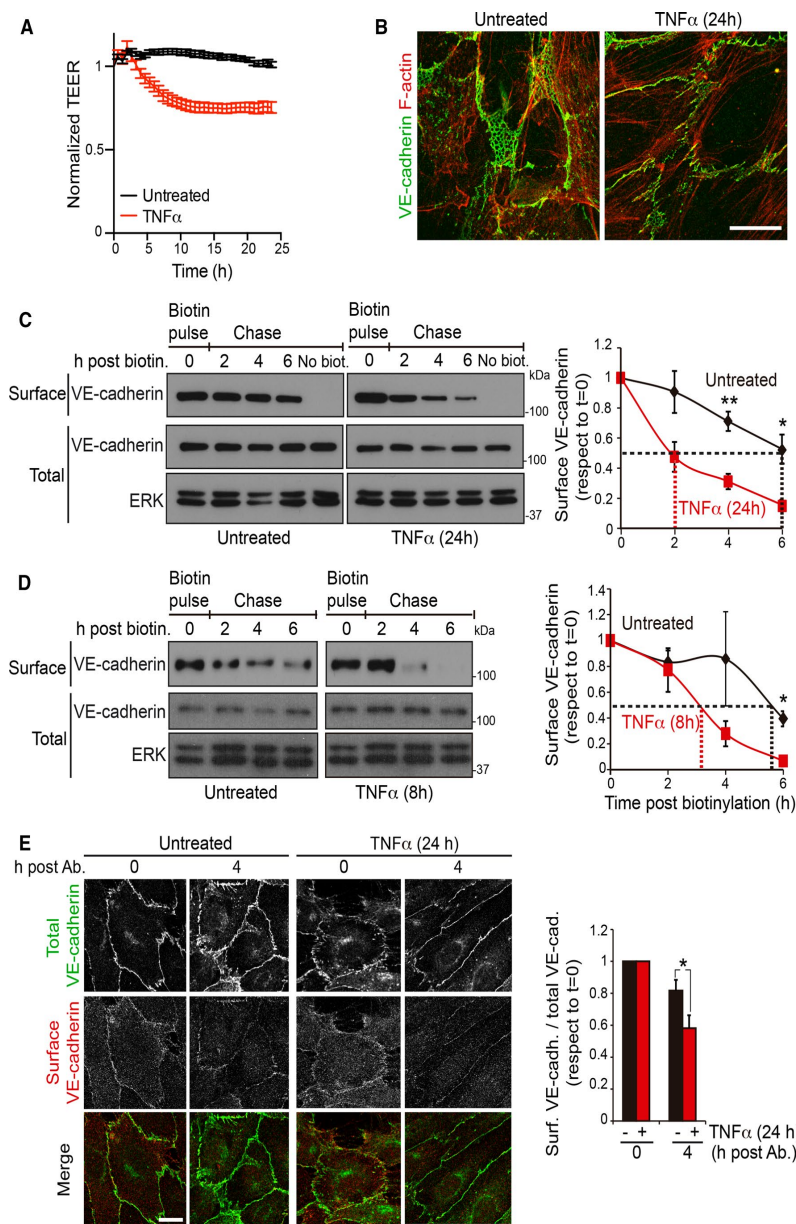 A
Normalized TEER
1
0.5
0
Untreated
TNFα
0 5 10 15 20 25
Time (h)
B
Untreated TNFα (24h)
VE-cadherin F-actin
C
Biotin pulse Chase Biotin pulse Chase
h post biotin. 0 2 4 6 No biot. 0 2 4 6 No biot.
kDa
Surface VE-cadherin
-100
Total VE-cadherin
-100
ERK
-37
Untreated TNFα (24h)
Surface VE-cadherin
(respect to t=0)
1.2
1
0.8
0.6
0.4
0.2
0
Untreated
**
*
TNFα (24h)
0 2 4 6
D
Biotin pulse Chase Biotin pulse Chase
h post biotin. 0 2 4 6 0 2 4 6 kDa
Surface VE-cadherin
-100
Total VE-cadherin
-100
ERK
-37
Untreated TNFα (8h)
Surface VE-cadherin
(respect to t=0)
1.4
1.2
1
0.8
0.6
0.4
0.2
0
Untreated
*
TNFα (8h)
0 2 4 6
Time post biotinylation (h)
E
Untreated TNFα (24 h)
h post Ab. 0 4 0 4
Total
VE-cadherin
Surface
VE-cadherin
Merge
Surf. VE-cadh. / total VE-cad.
(respect to t=0)
1.2
1
0.8
0.6
0.4
0.2
0
*
- + - + TNFα (24 h
0 4 (h post Ab.)